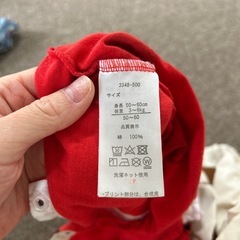 2348-500
サイズ
身長 50~60cm
体重 3~6kg
50-60
品質表示
綿 100%
洗濯ネット使用
・プリント部分は、合成